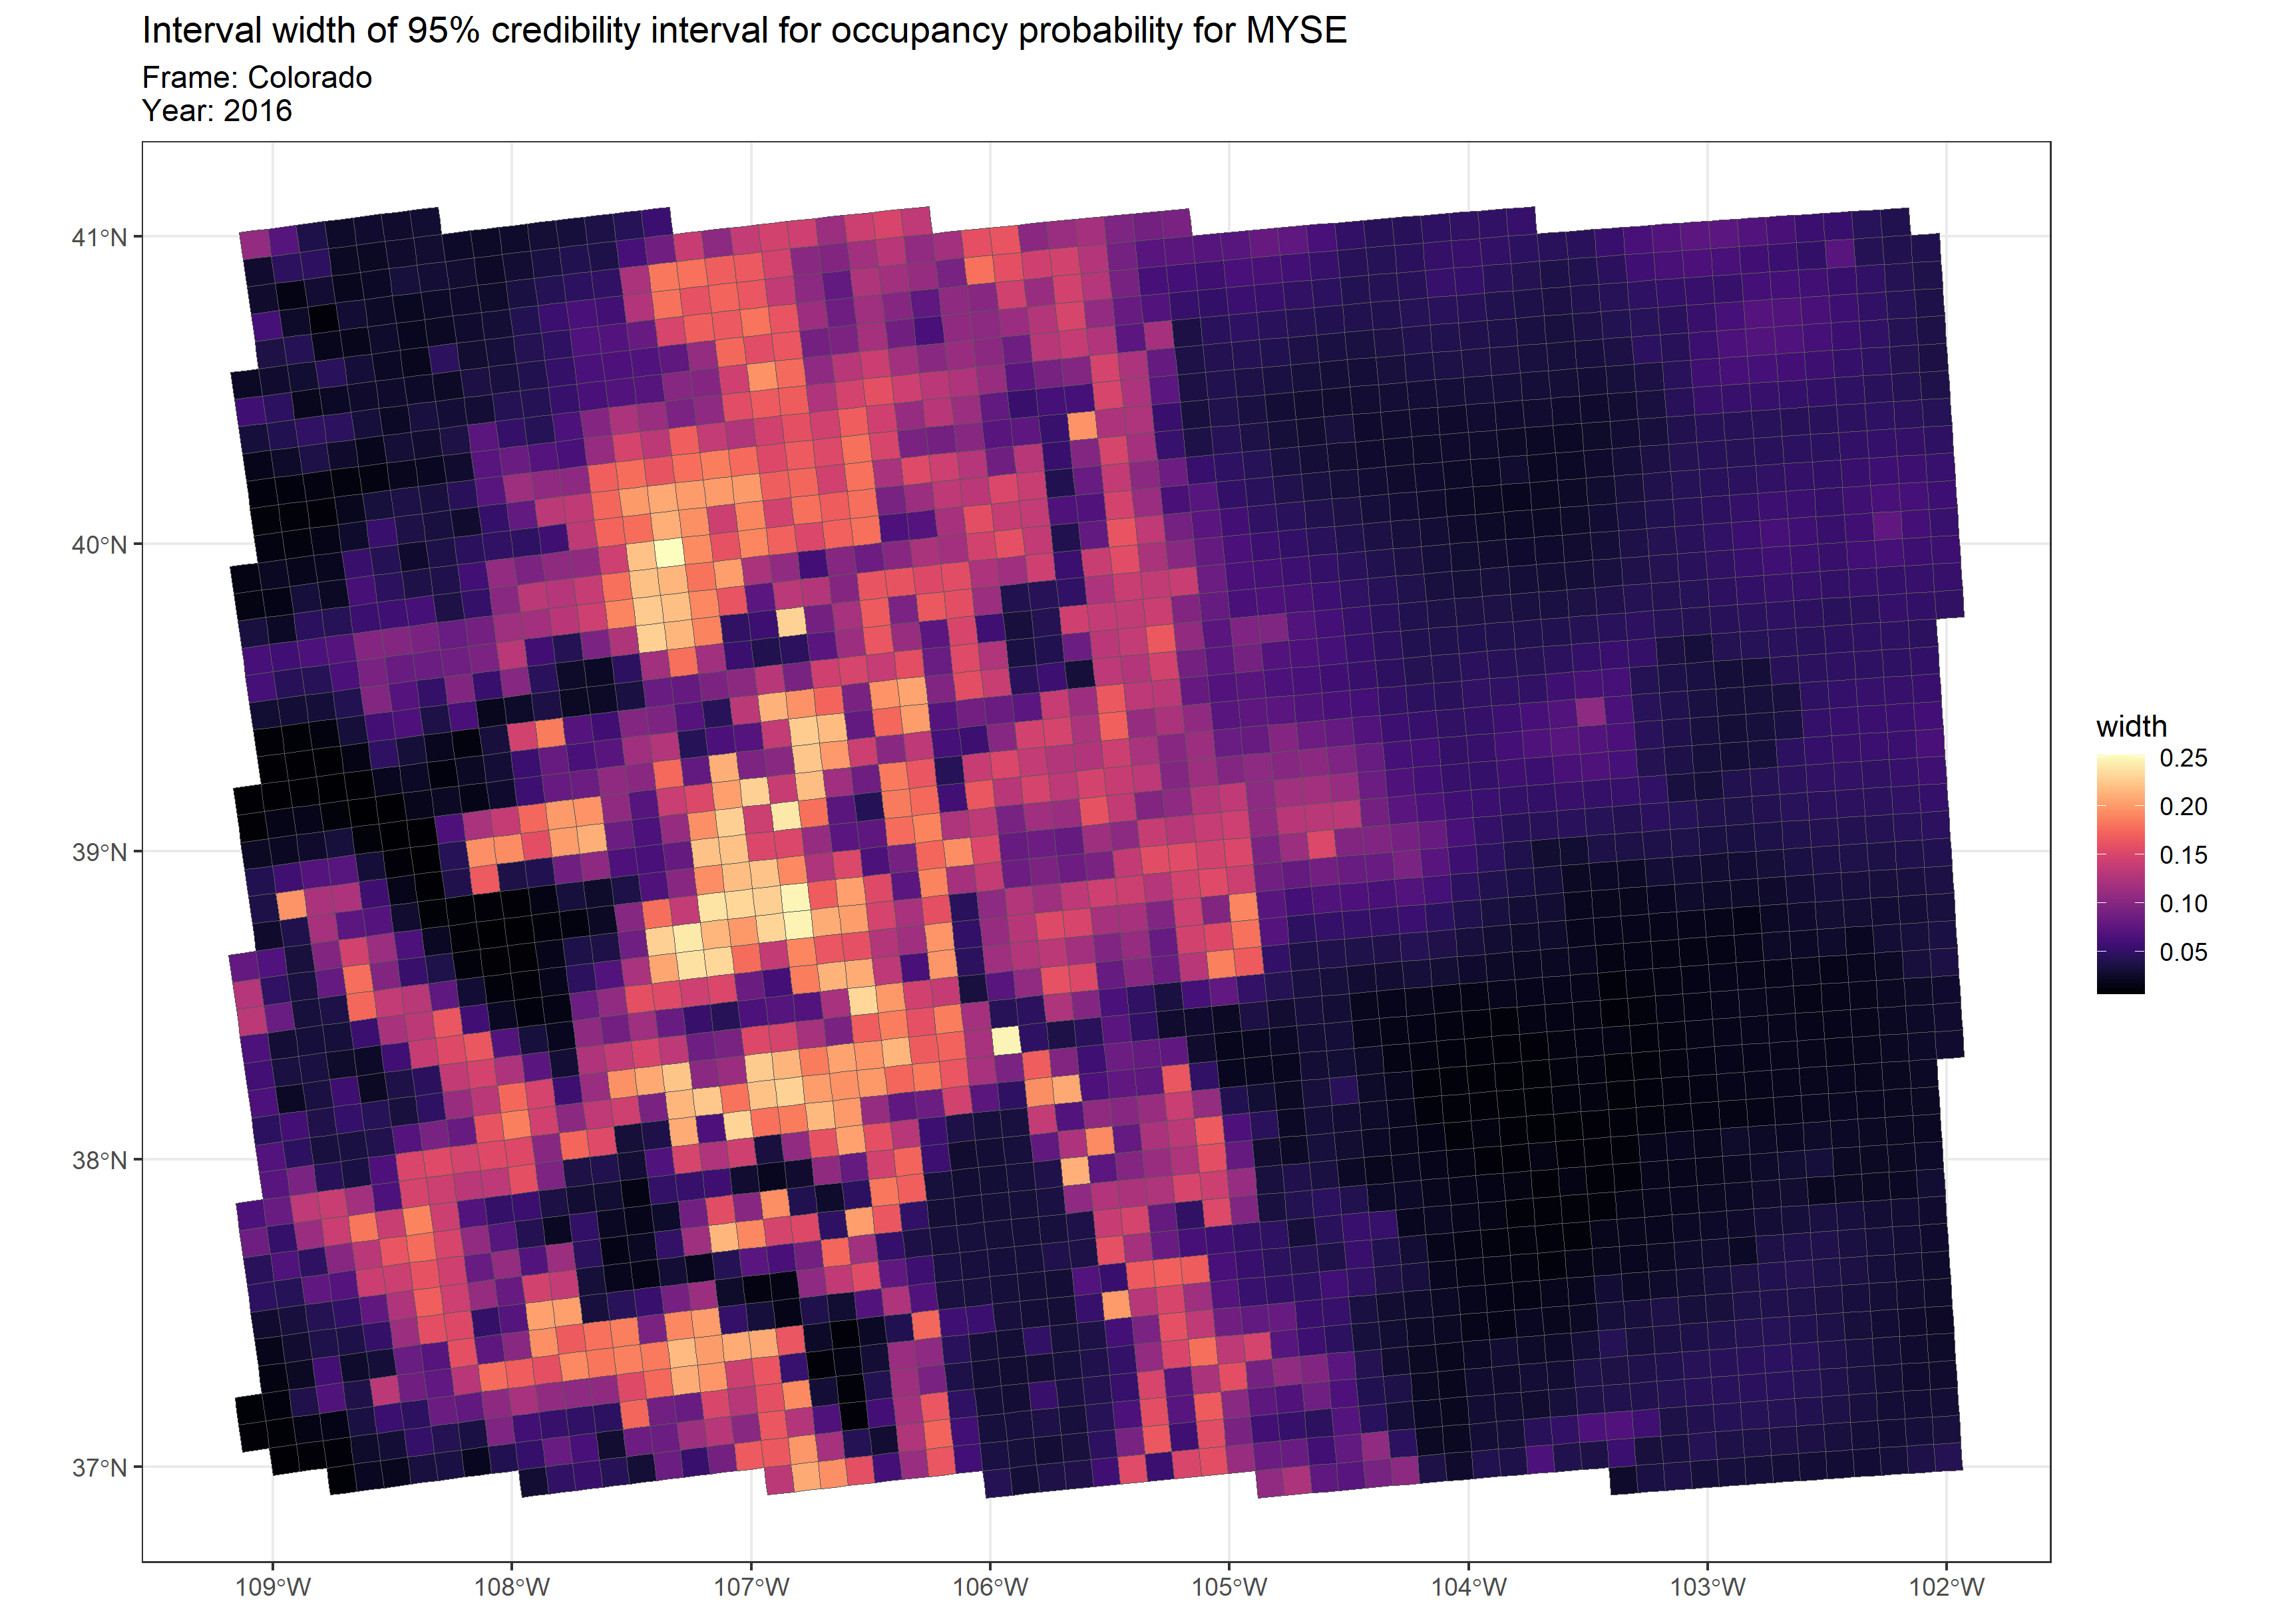 Interval width of 95% credibility interval for occupancy probability for MYSE
Frame: Colorado
Year: 2016
41°N
40°N
39°N
38°N
37°N
109°W
108°W
107°W
106°W
105°W
104°W
103°W
102°W
width
0.25
0.20
0.15
0.10
0.05